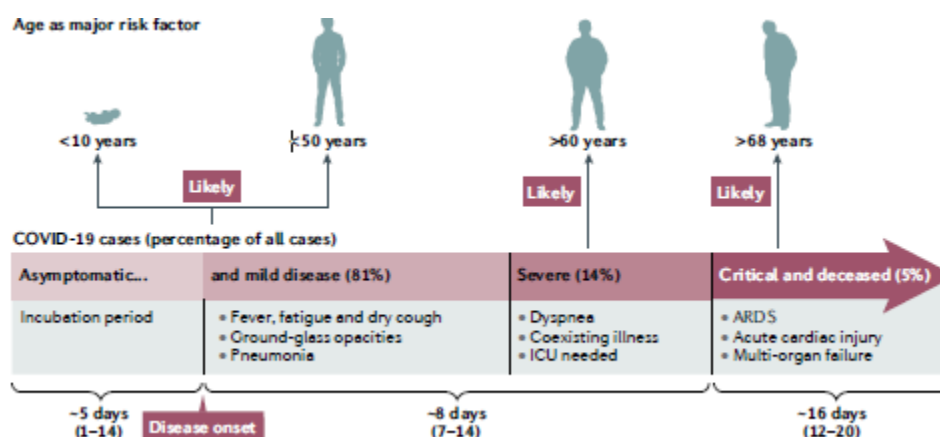 Age as major risk factor
<10 years
<50 years
>60 years
>68 years
Likely
Likely
Likely
COVID-19 cases (percentage of all cases)
Asymptomatic...
and mild disease (81%)
Severe (14%)
Critical and deceased (5%)
Incubation period
• Fever, fatigue and dry cough
• Ground-glass opacities
• Pneumonia
• Dyspnea
• Coexisting illness
• ICU needed
• ARDS
• Acute cardiac injury
• Multi-organ failure
~5 days
(1–14)
Disease onset
~8 days
(7–14)
~16 days
(12–20)